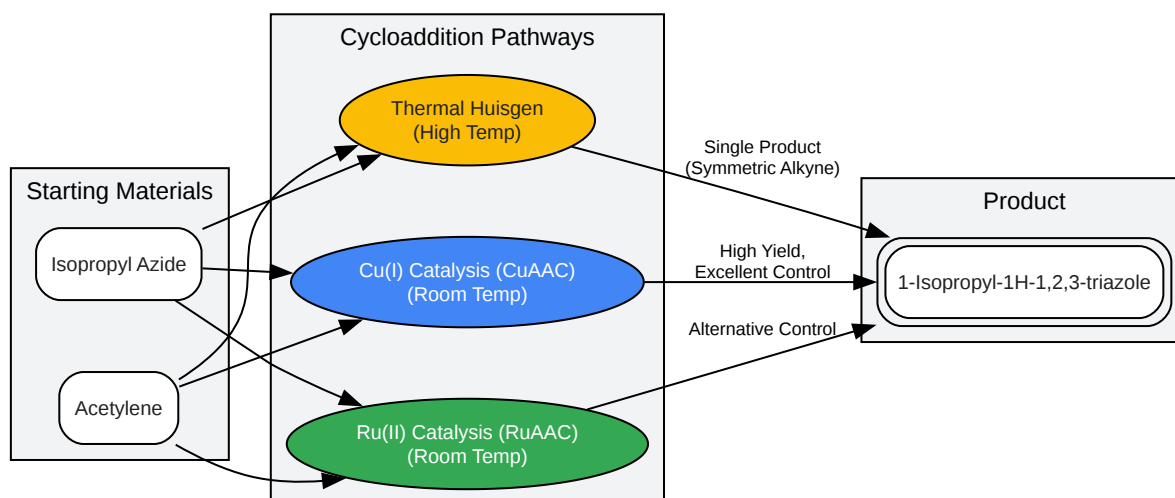 Cycloaddition Pathways
Thermal Huisgen
(High Temp)
Single Product
(Symmetric Alkyne)
Starting Materials
Product
Isopropyl Azide
Cu(I) Catalysis (CuAAC)
(Room Temp)
High Yield,
Excellent Control
1-Isopropyl-1H-1,2,3-triazole
Alternative Control
Acetylene
Ru(II) Catalysis (RuAAC)
(Room Temp)